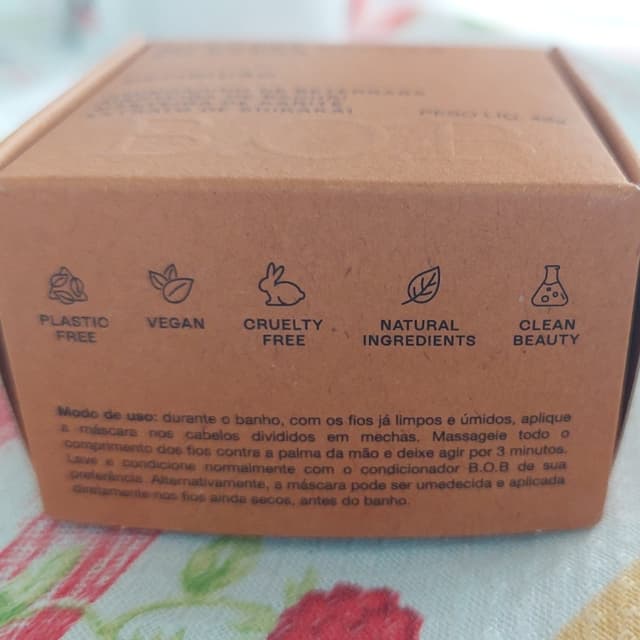 B.O.B
PLASTIC FREE
VEGAN
CRUELTY FREE
NATURAL INGREDIENTS
CLEAN BEAUTY
Modo de uso: durante o banho, com os fios já limpos e úmidos, aplique
a máscara nos cabelos divididos em mechas. Massageie todo o
comprimento dos fios contra a palma da mão e deixe agir por 3 minutos.
Lave e condicione normalmente com o condicionador B.O.B de sua
preferência. Alternativamente, a máscara pode ser umedecida e aplicada
diretamente nos fios ainda secos, antes do banho.